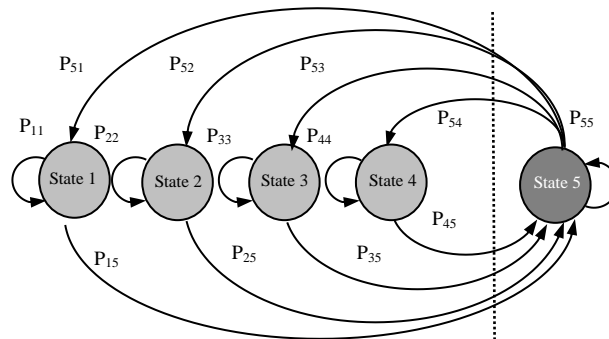 P51
P52
P53
P11
P22
P33
P44
P54
P55
State 1
State 2
State 3
State 4
State 5
P15
P25
P35
P45